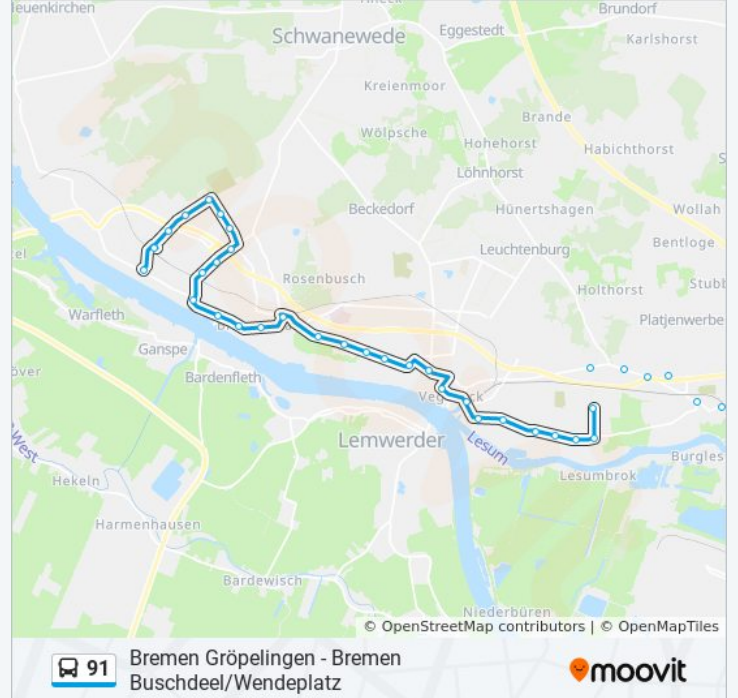 Neuenkirchen
Brundorf
Schwanewede
Eggestedt
Karlshorst
Kreienmoor
Brande
Wölpsche
Hohehorst
Habichthorst
Löhnhorst
Beckedorf
Hünertshagen
Wollah
Leuchtenburg
Bentloge
Rosenbusch
Holthorst
Warfleth
Platjenwerbe
Ganspe
Bardenfleth
Lemwerder
Lesum
Burgles
Hekeln
Lesumbrok
Harmenhausen
Bardewisch
Niederbüren
© OpenStreetMap contributors | © OpenMapTiles
91
Bremen Gröpelingen - Bremen
Buschdeel/Wendeplatz
moovit